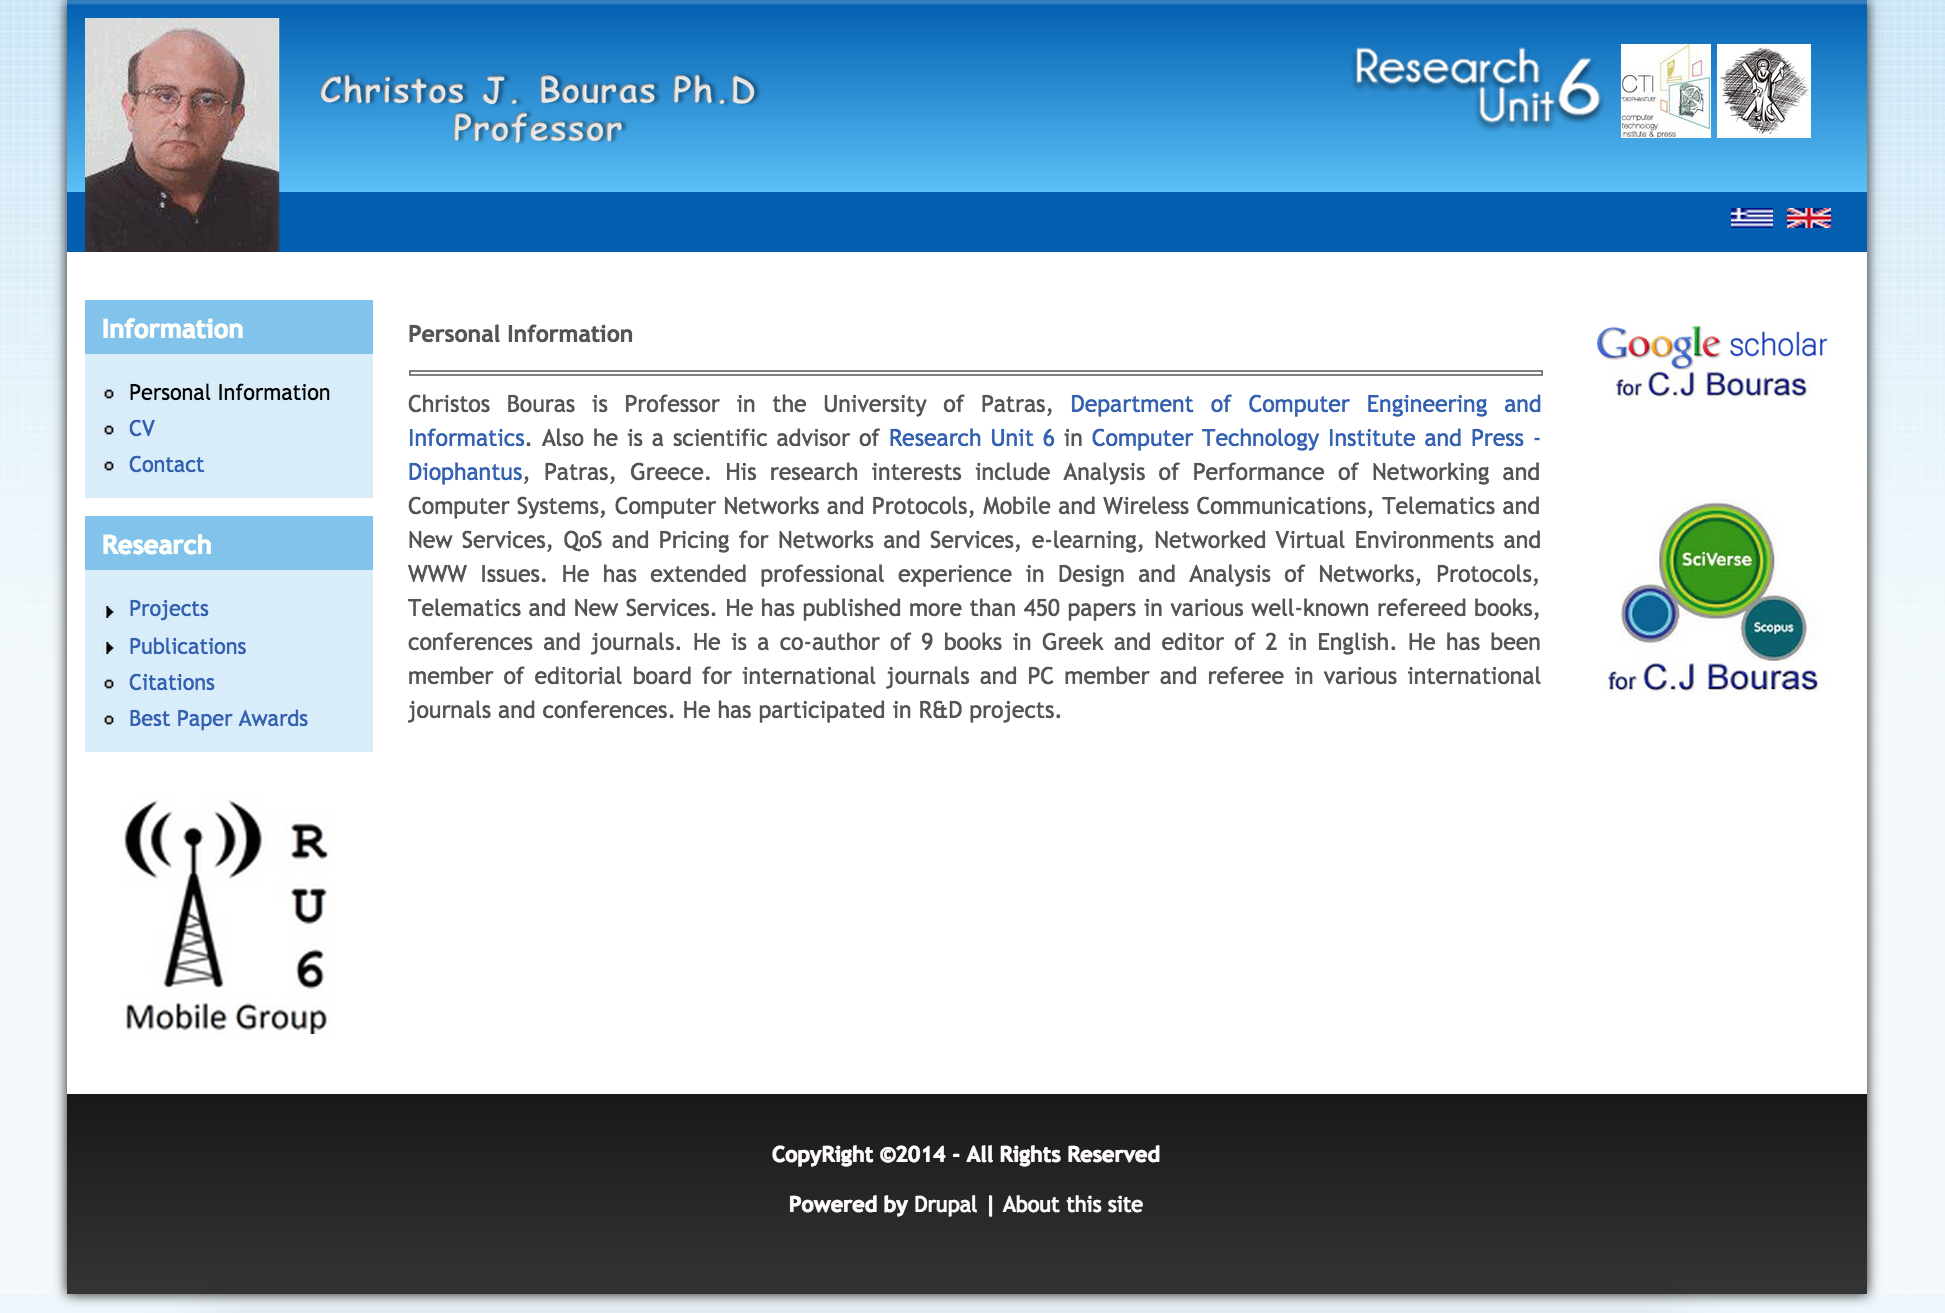 Christos J. Bouras Ph.D
Professor
Research
Unit 6
CTI
DIOPHANTUS
computer
technology
institute & press
Information
Personal Information
CV
Contact
Research
Projects
Publications
Citations
Best Paper Awards
R
U
6
Mobile Group
Personal Information
Christos Bouras is Professor in the University of Patras, Department of Computer Engineering and
Informatics. Also he is a scientific advisor of Research Unit 6 in Computer Technology Institute and Press -
Diophantus, Patras, Greece. His research interests include Analysis of Performance of Networking and
Computer Systems, Computer Networks and Protocols, Mobile and Wireless Communications, Telematics and
New Services, QoS and Pricing for Networks and Services, e-learning, Networked Virtual Environments and
WWW Issues. He has extended professional experience in Design and Analysis of Networks, Protocols,
Telematics and New Services. He has published more than 450 papers in various well-known refereed books,
conferences and journals. He is a co-author of 9 books in Greek and editor of 2 in English. He has been
member of editorial board for international journals and PC member and referee in various international
journals and conferences. He has participated in R&D projects.
Google scholar
for C.J Bouras
SciVerse
Scopus
for C.J Bouras
CopyRight ©2014 - All Rights Reserved
Powered by Drupal | About this site